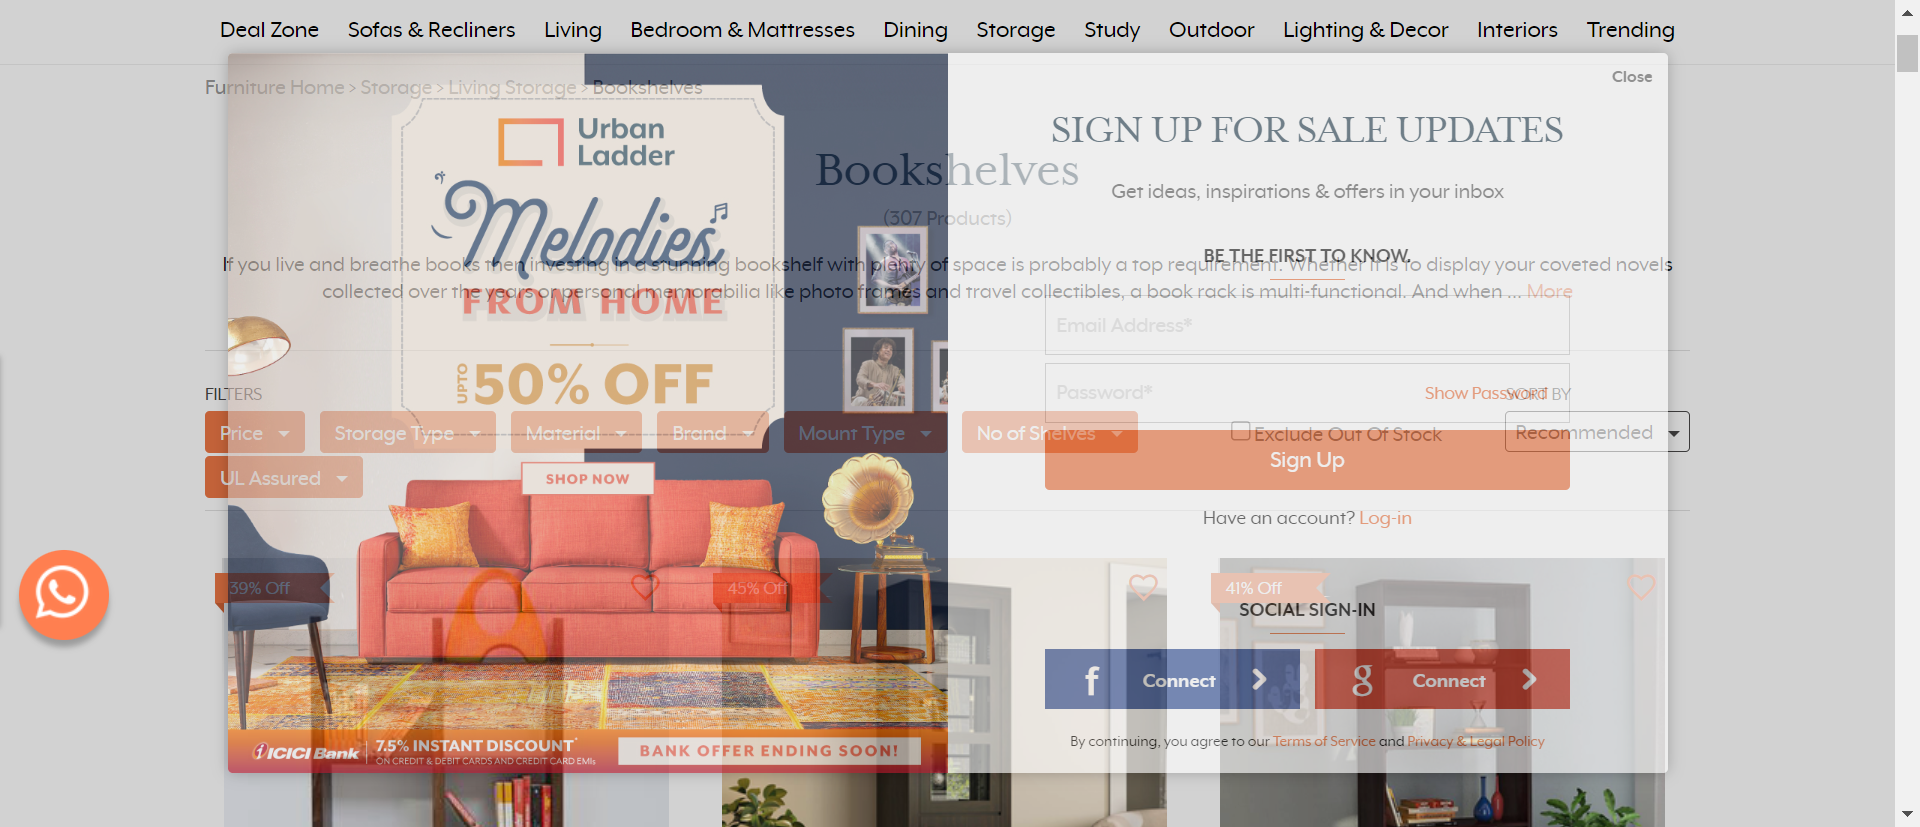 Deal Zone Sofas & Recliners Living Bedroom & Mattresses Dining Storage Study Outdoor Lighting & Decor Interiors Trending
Furniture Home > Storage > Living Storage > Bookshelves
Bookshelves
(307 Products)
If you live and breathe books then investing in a stunning bookshelf with plenty of space is probably a top requirement. Whether it is to display your coveted novels
collected over the years or personal memorabilia like photo frames and travel collectibles, a book rack is multi-functional. And when ... More
FILTERS
SORT BY
Price
Storage Type
Material
Brand
Mount Type
No of Shelves
Exclude Out Of Stock
Recommended
UL Assured
39% Off
45% Off
41% Off
Urban
Ladder
Melodies
FROM HOME
UPTO
50% OFF
SHOP NOW
ICICI Bank
7.5% INSTANT DISCOUNT*
ON CREDIT & DEBIT CARDS AND CREDIT CARD EMIs
BANK OFFER ENDING SOON!
Close
SIGN UP FOR SALE UPDATES
Get ideas, inspirations & offers in your inbox
BE THE FIRST TO KNOW.
Email Address*
Password*
Show Password
Sign Up
Have an account? Log-in
SOCIAL SIGN-IN
f Connect
g Connect
By continuing, you agree to our Terms of Service and Privacy & Legal Policy